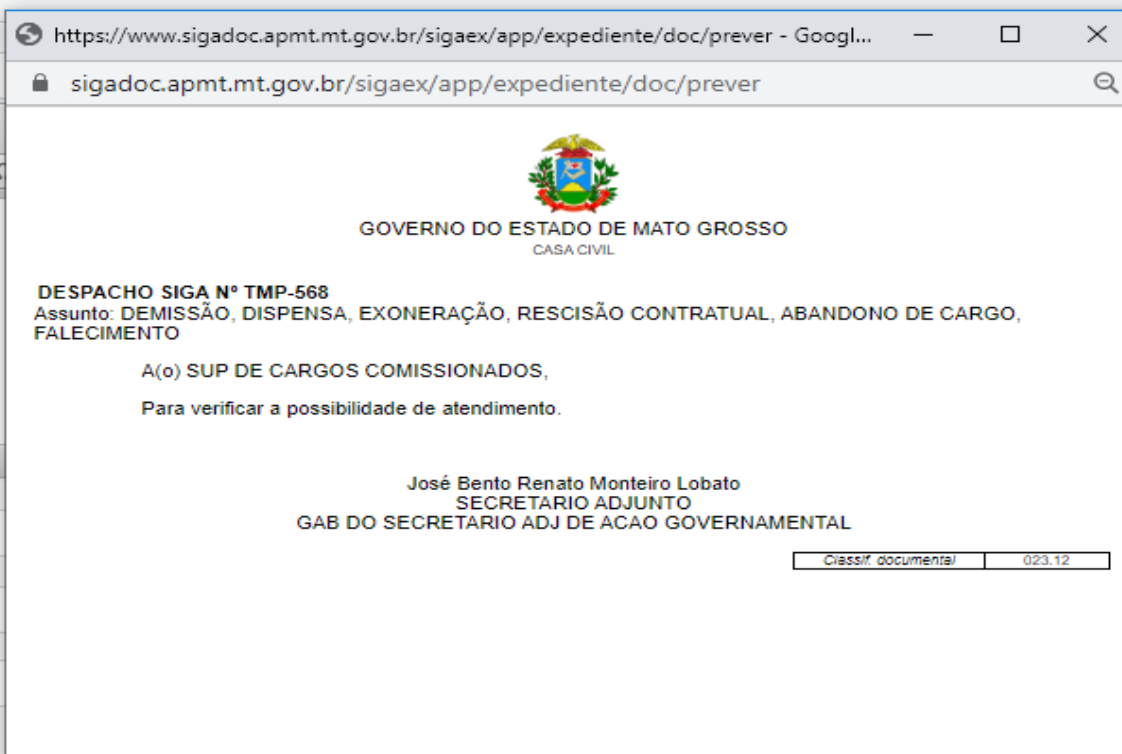 https://www.sigadoc.apmt.mt.gov.br/sigaex/app/expediente/doc/prever - Googl...
sigadoc.apmt.mt.gov.br/sigaex/app/expediente/doc/prever
GOVERNO DO ESTADO DE MATO GROSSO
CASA CIVIL
DESPACHO SIGA Nº TMP-568
Assunto: DEMISSÃO, DISPENSA, EXONERAÇÃO, RESCISÃO CONTRATUAL, ABANDONO DE CARGO,
FALECIMENTO
A(o) SUP DE CARGOS COMISSIONADOS,
Para verificar a possibilidade de atendimento.
José Bento Renato Monteiro Lobato
SECRETARIO ADJUNTO
GAB DO SECRETARIO ADJ DE ACAO GOVERNAMENTAL
Classif. documental 023.12